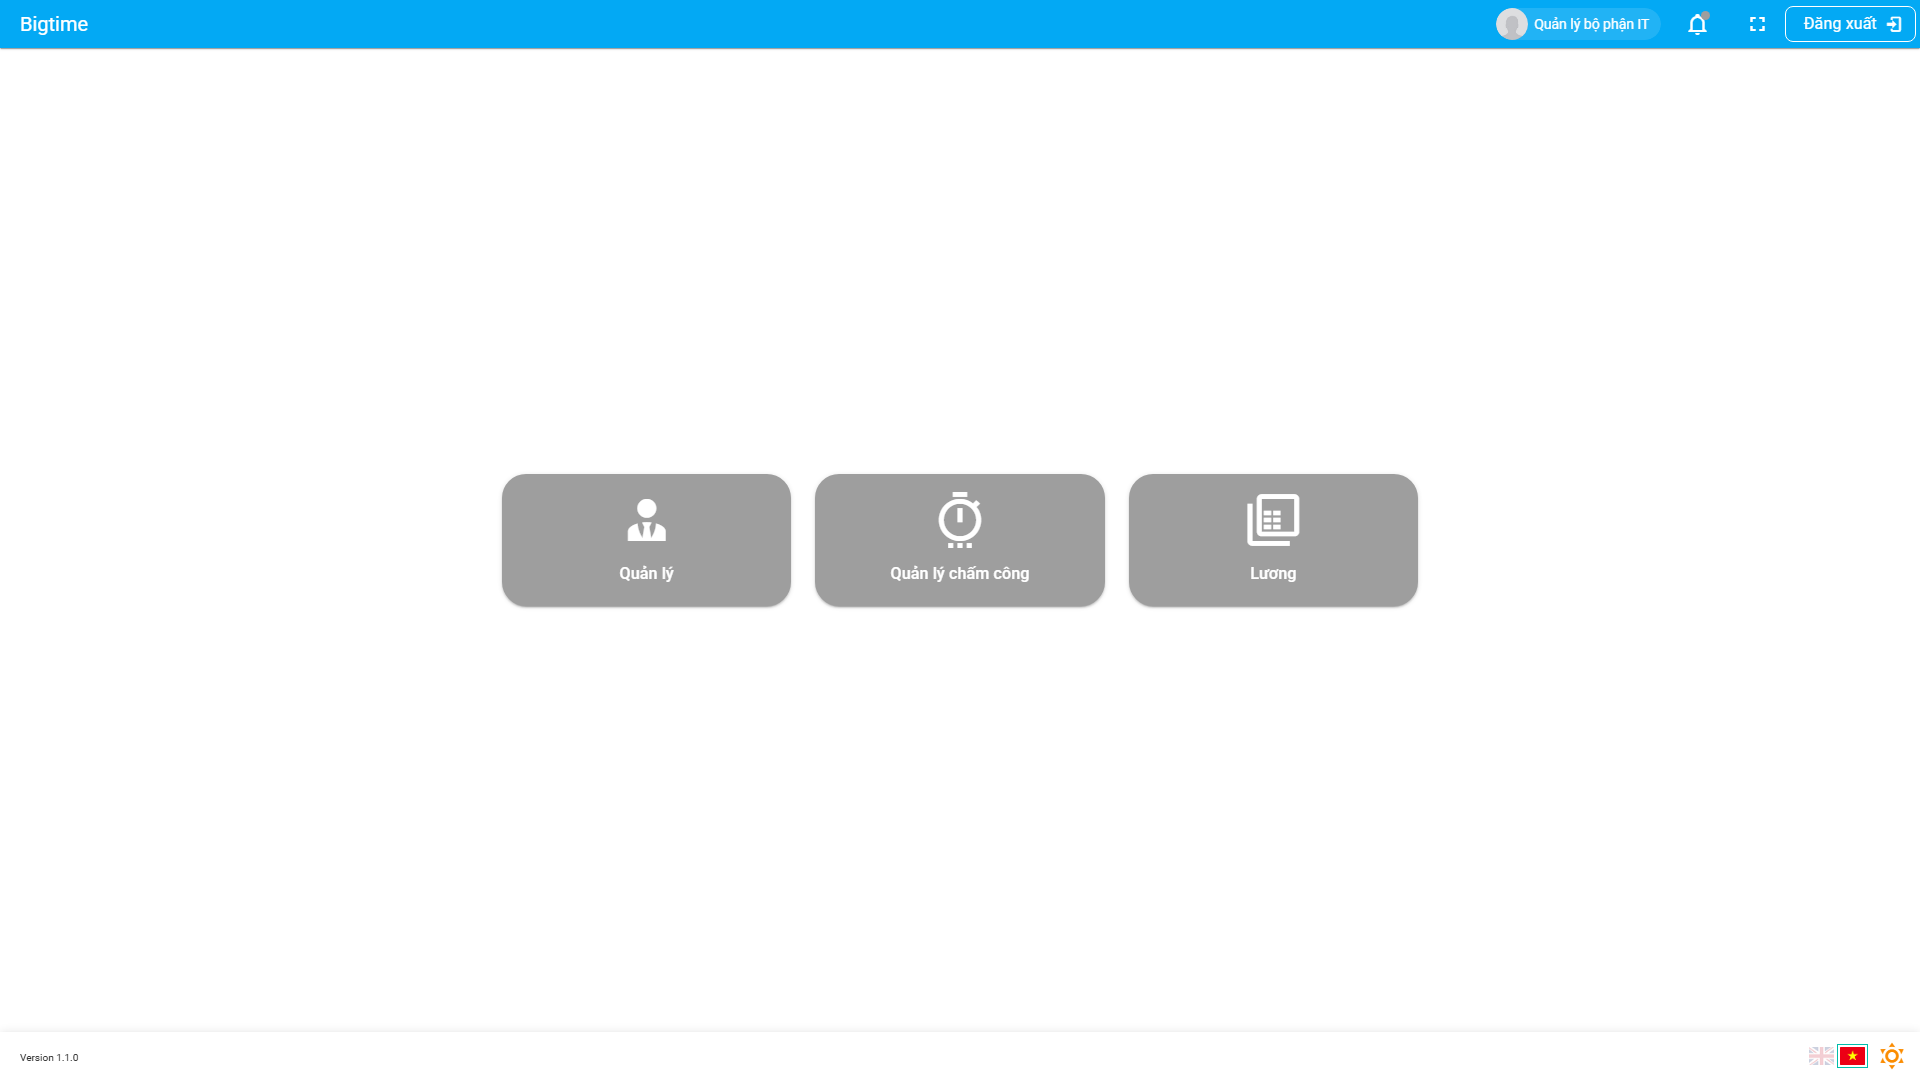 Bigtime
Quản lý bộ phận IT
Đăng xuất
Quản lý
Quản lý chấm công
Lương
Version 1.1.0